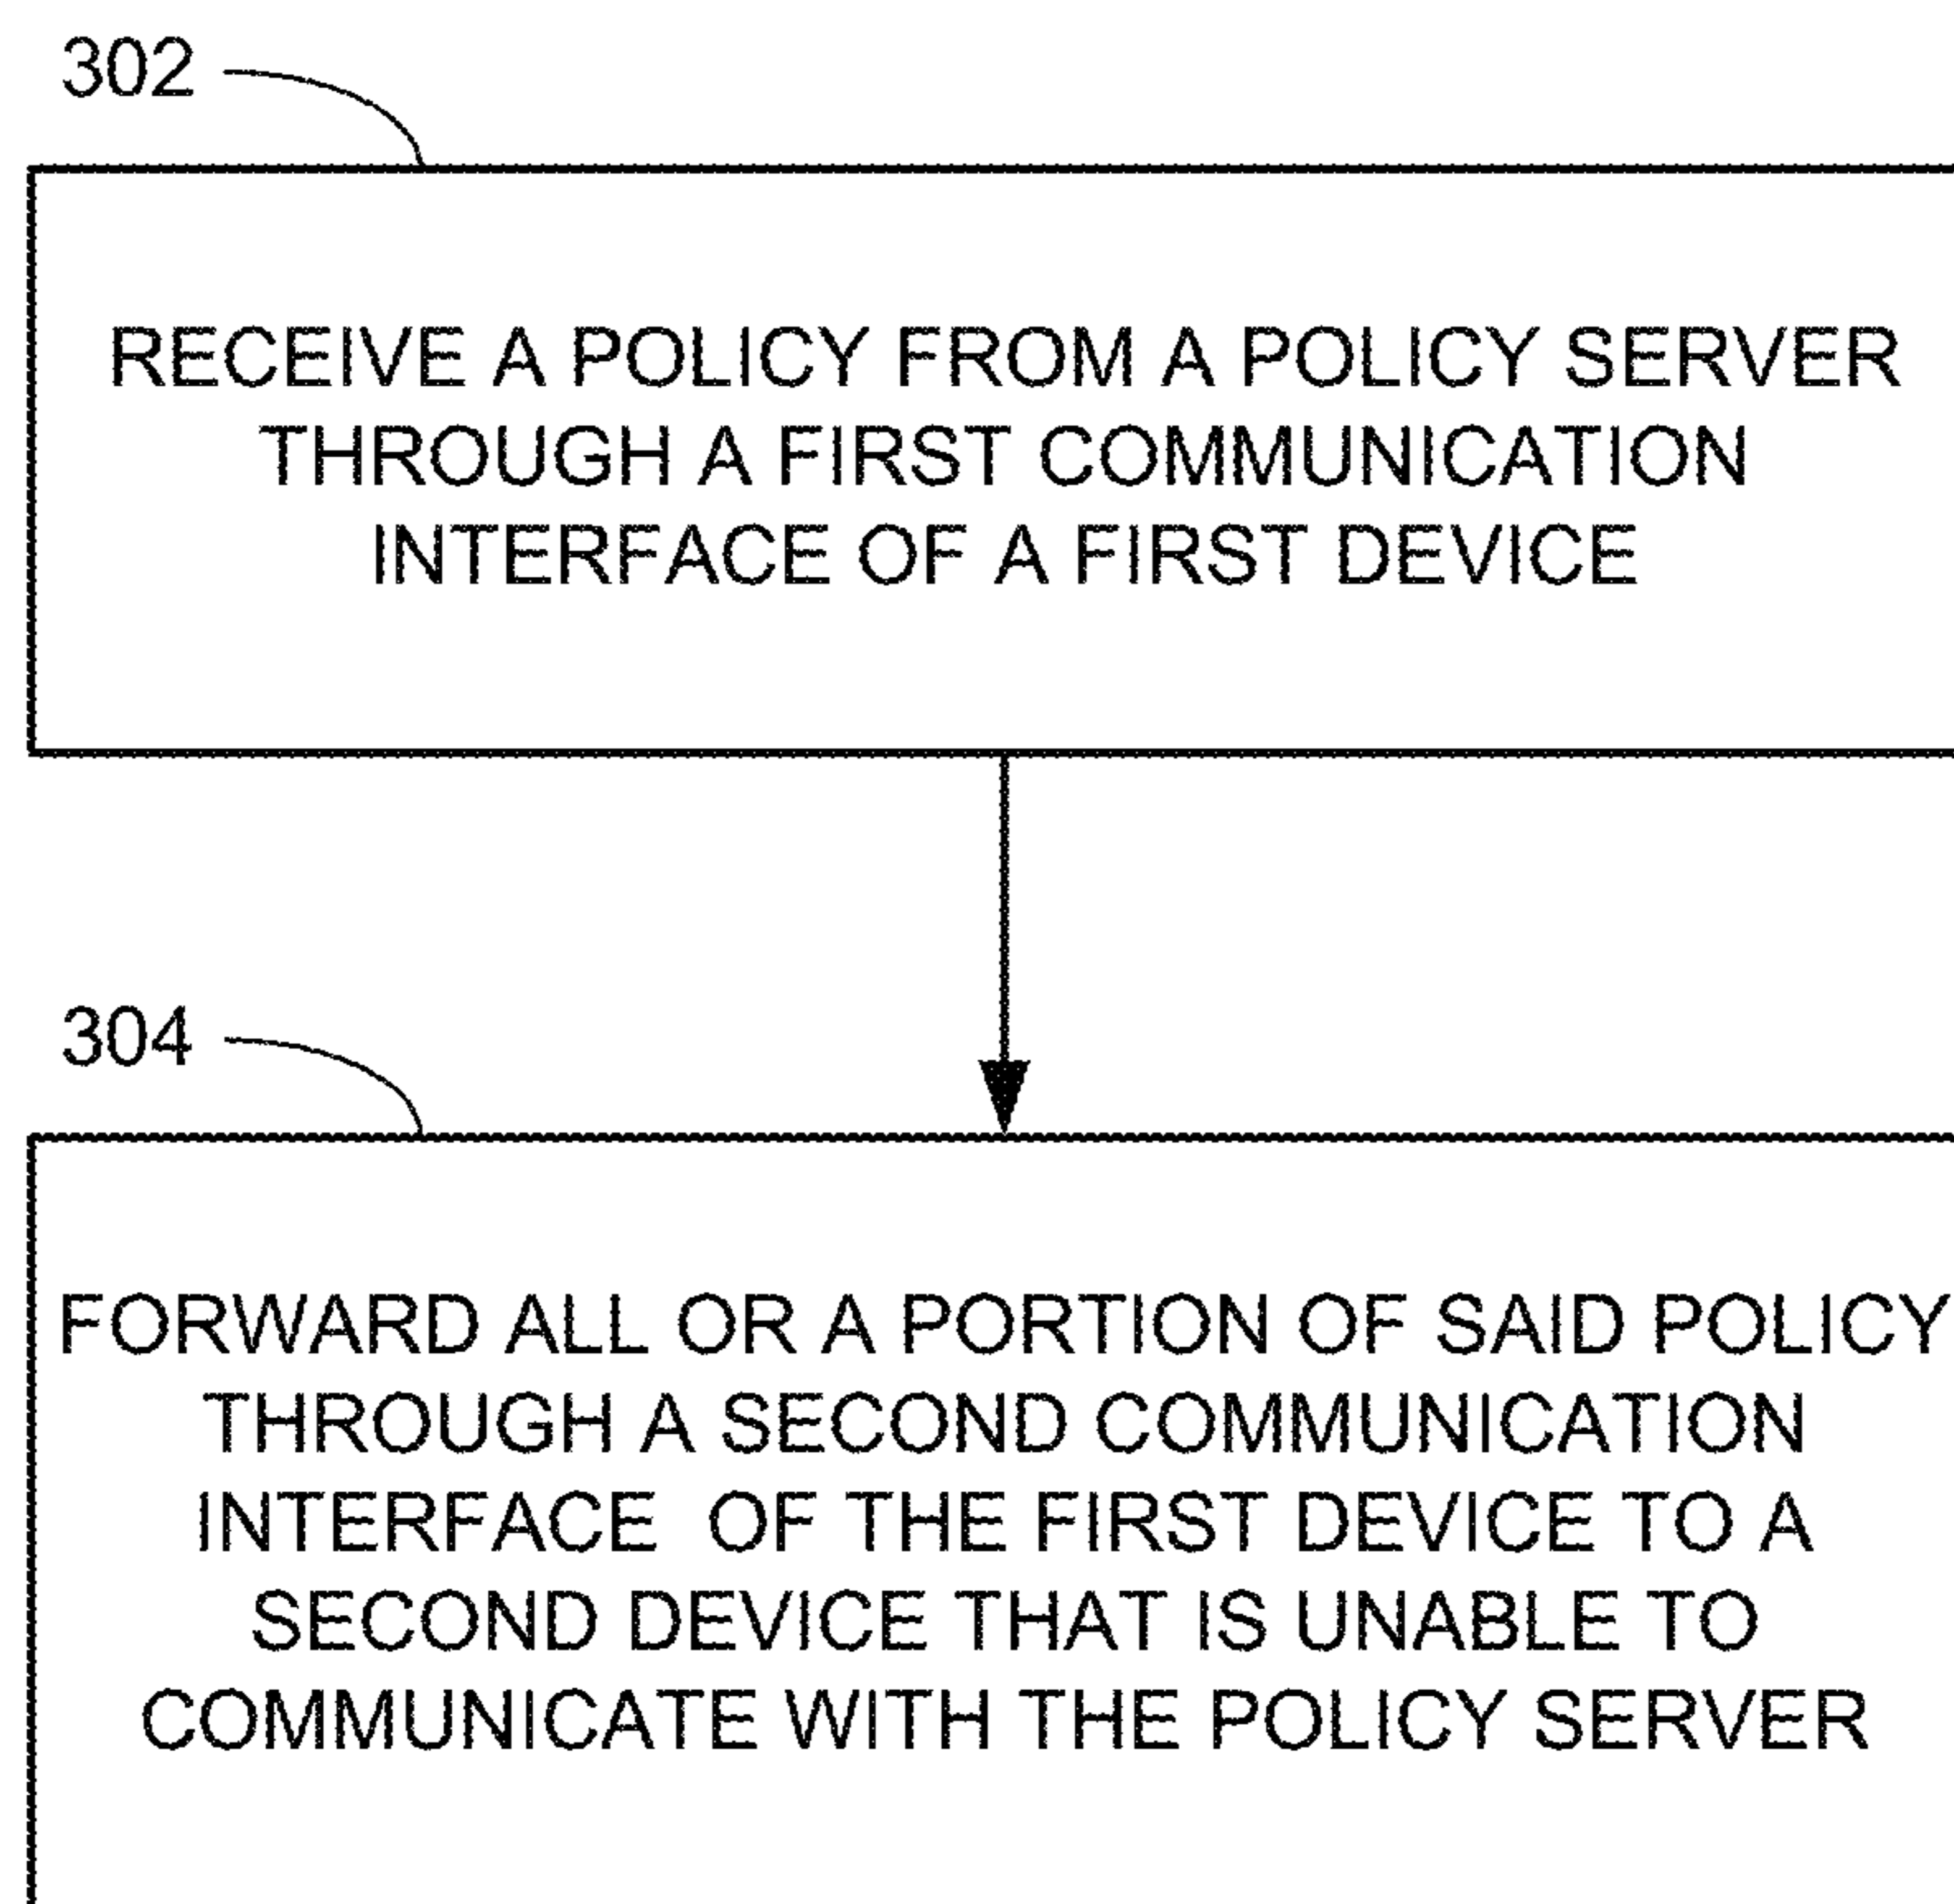 302
RECEIVE A POLICY FROM A POLICY SERVER
THROUGH A FIRST COMMUNICATION
INTERFACE OF A FIRST DEVICE
304
FORWARD ALL OR A PORTION OF SAID POLICY
THROUGH A SECOND COMMUNICATION
INTERFACE OF THE FIRST DEVICE TO A
SECOND DEVICE THAT IS UNABLE TO
COMMUNICATE WITH THE POLICY SERVER